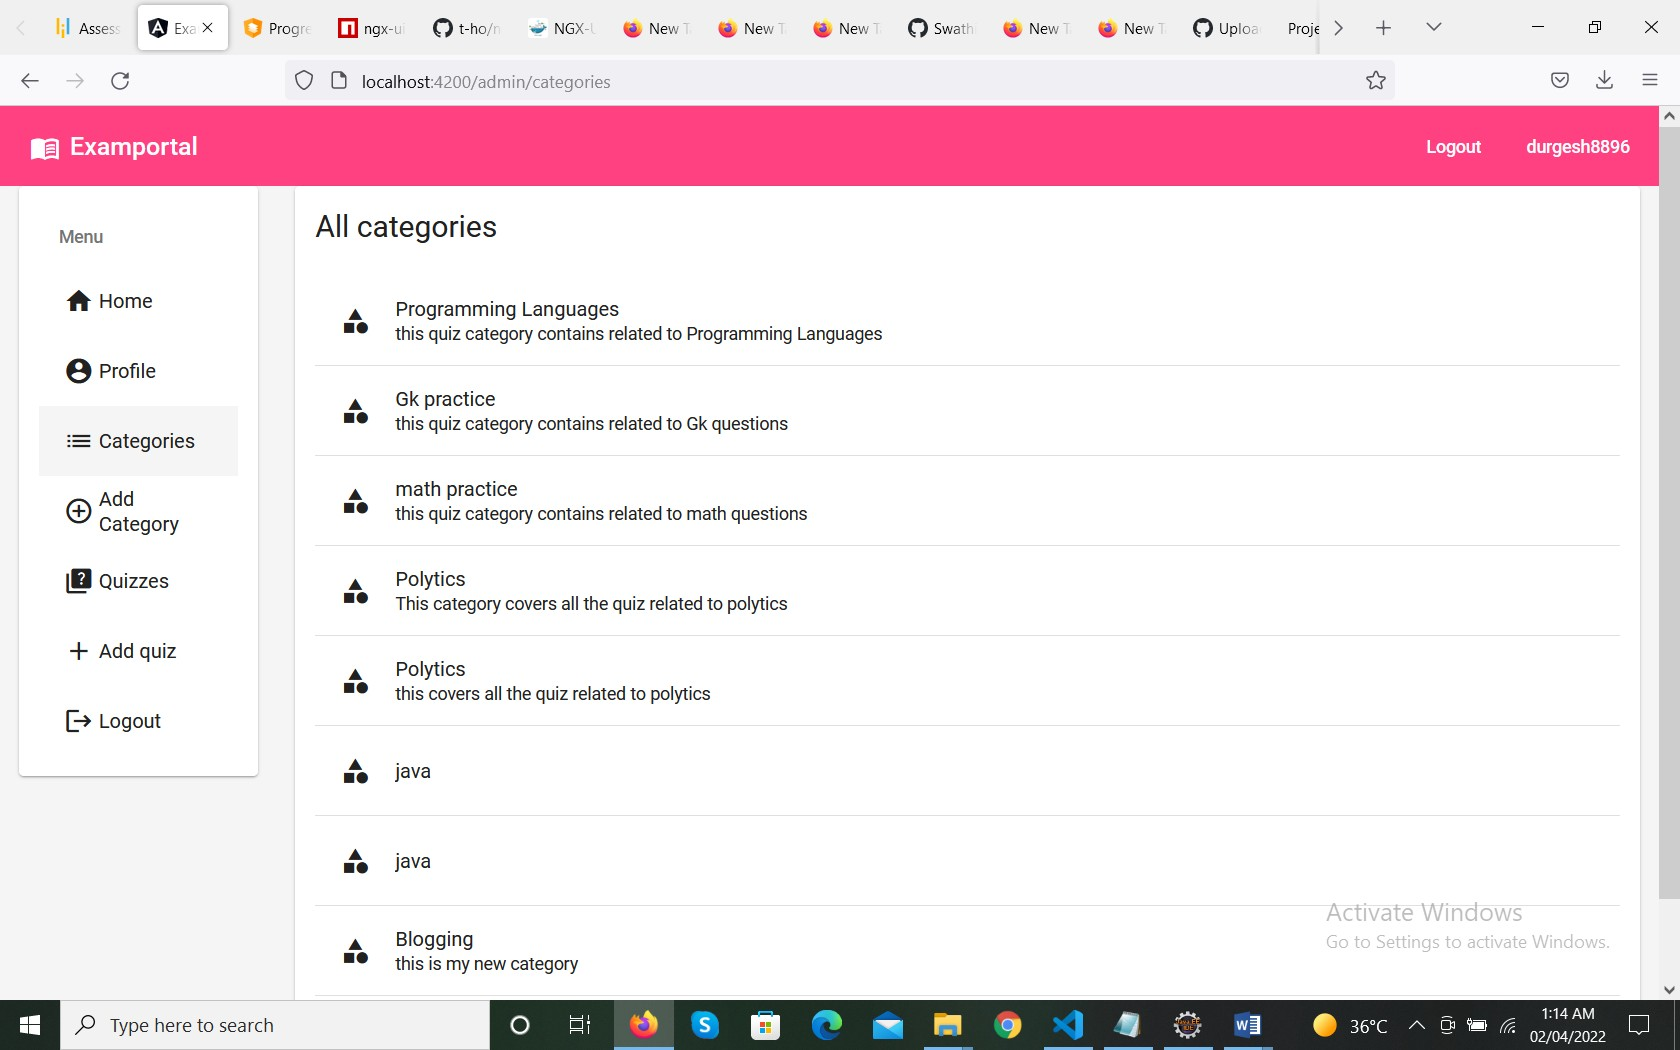 Assess
Exa
Progre
ngx-ui
t-ho/n
NGX-U
New T
New T
New T
Swath
New T
New T
Uploa
Proje
localhost:4200/admin/categories
Examportal
Logout
durgesh8896
Menu
Home
Profile
Categories
Add
Category
Quizzes
Add quiz
Logout
All categories
Programming Languages
this quiz category contains related to Programming Languages
Gk practice
this quiz category contains related to Gk questions
math practice
this quiz category contains related to math questions
Polytics
This category covers all the quiz related to polytics
Polytics
this covers all the quiz related to polytics
java
java
Blogging
this is my new category
Activate Windows
Go to Settings to activate Windows.
Type here to search
36°C
1:14 AM
02/04/2022